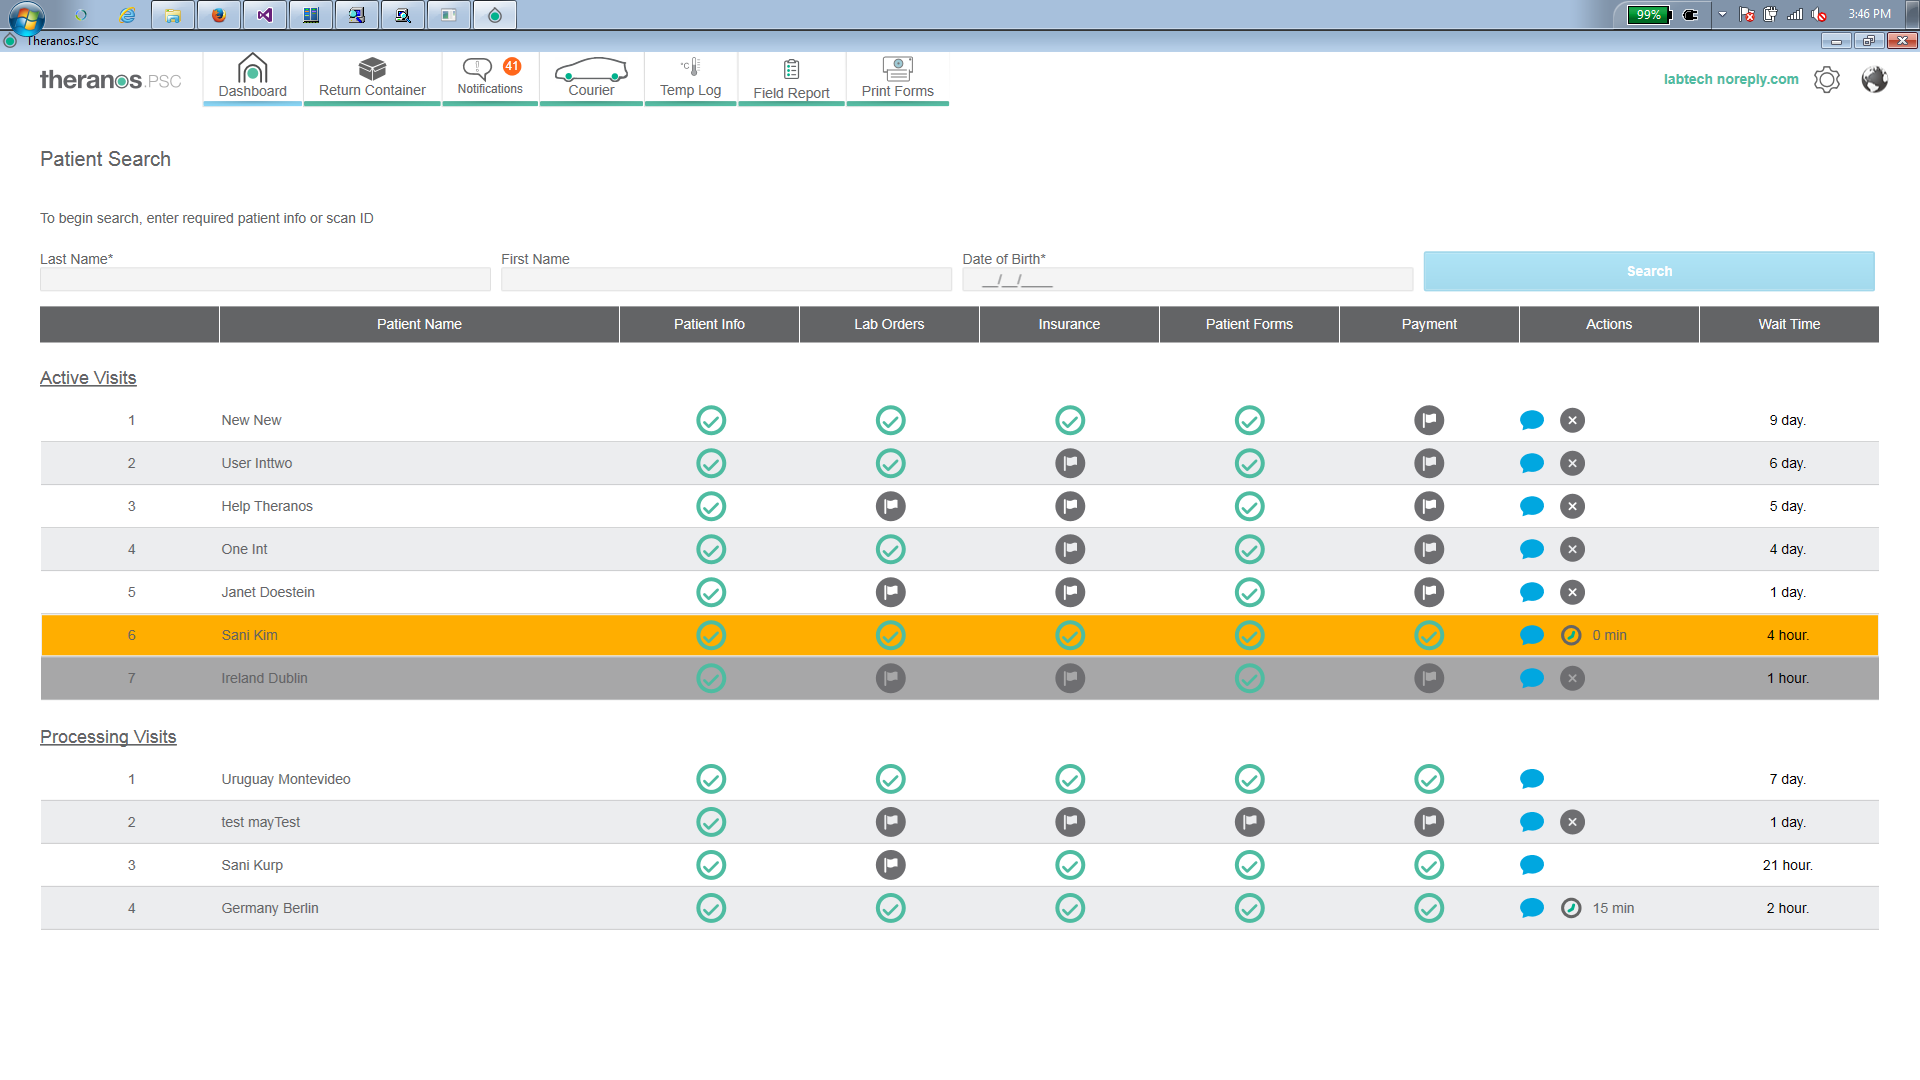 99%
3:46 PM
Theranos.PSC
theranos.PSC
Dashboard
Return Container
41
Notifications
Courier
°C
Temp Log
Field Report
Print Forms
labtech noreply.com
Patient Search
To begin search, enter required patient info or scan ID
Last Name*
First Name
Date of Birth*
__/__/____
Search
Patient Name Patient Info Lab Orders Insurance Patient Forms Payment Actions Wait Time
Active Visits
1 New New 9 day.
2 User Inttwo 6 day.
3 Help Theranos 5 day.
4 One Int 4 day.
5 Janet Doestein 1 day.
6 Sani Kim 0 min 4 hour.
7 Ireland Dublin 1 hour.
Processing Visits
1 Uruguay Montevideo 7 day.
2 test mayTest 1 day.
3 Sani Kurp 21 hour.
4 Germany Berlin 15 min 2 hour.